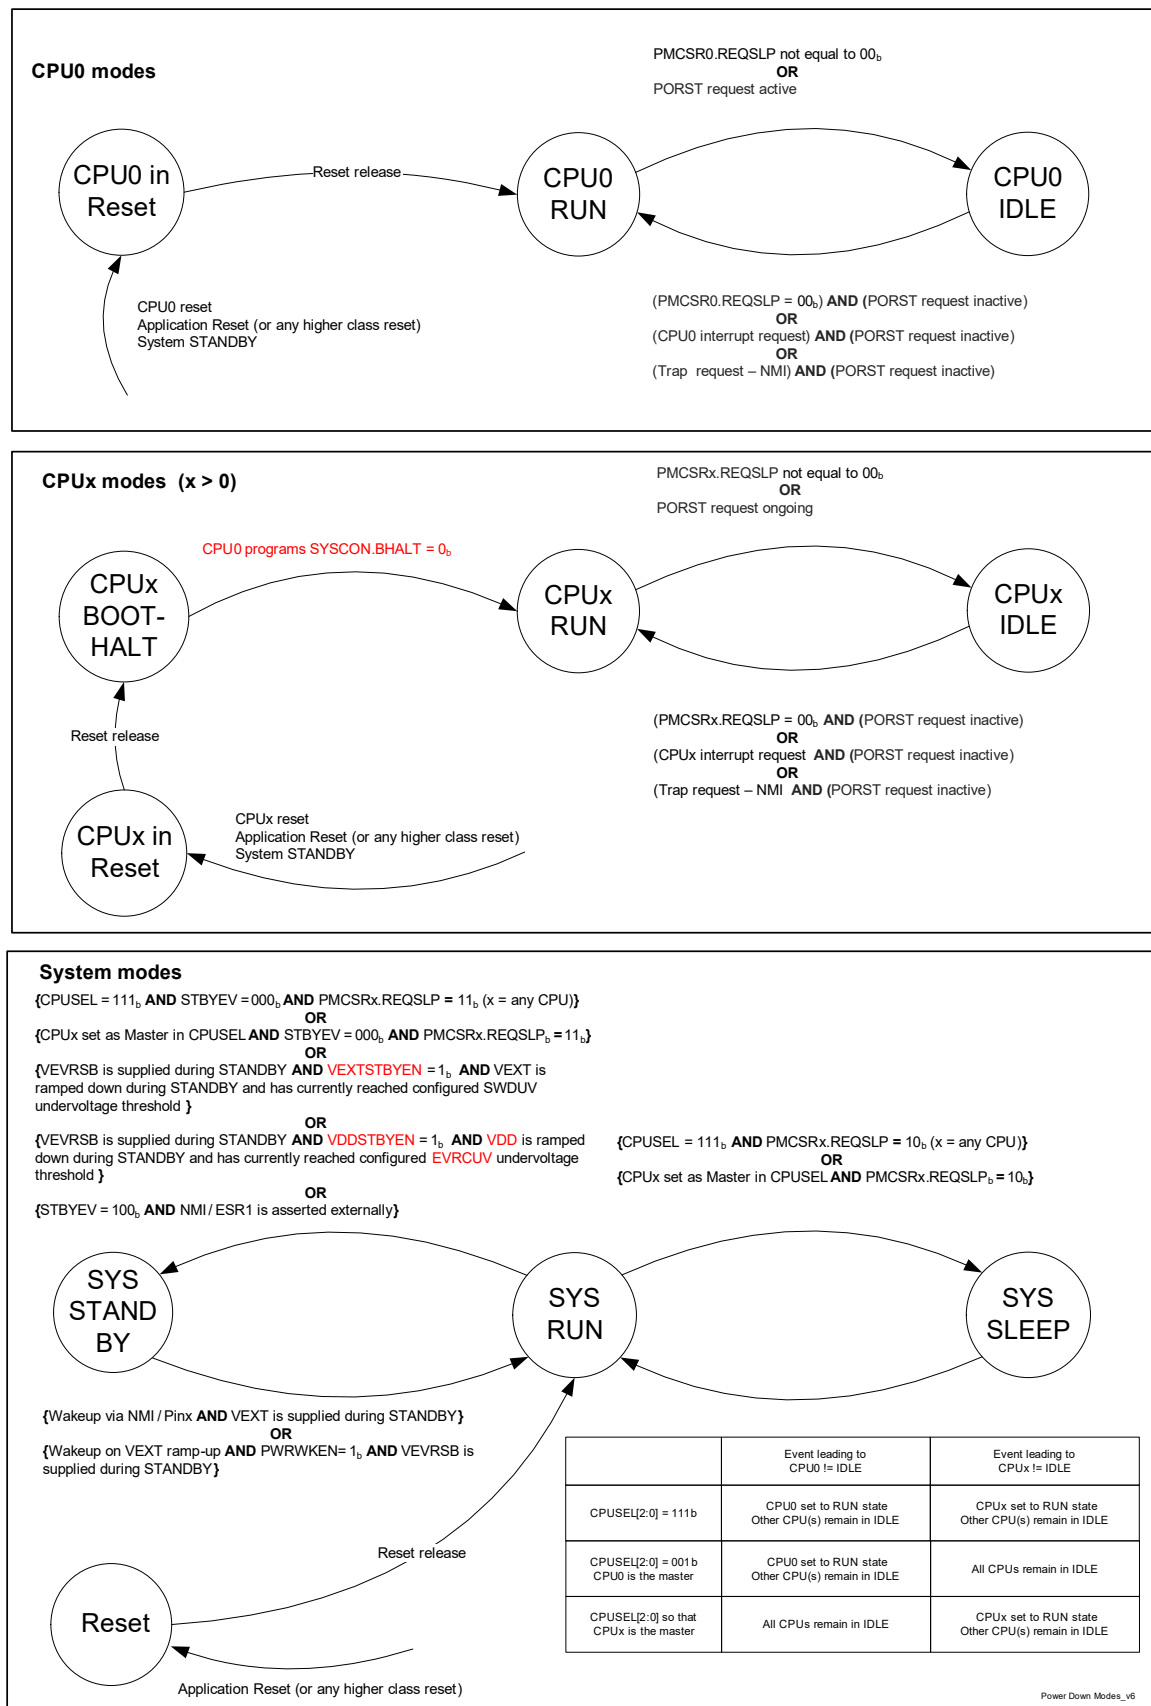 CPU0 modes
PMCSR0.REQSLP not equal to 00b
OR
PORST request active
CPU0 in
Reset
Reset release
CPU0
RUN
CPU0
IDLE
CPU0 reset
Application Reset (or any higher class reset)
System STANDBY
(PMCSR0.REQSLP = 00b) AND (PORST request inactive)
OR
(CPU0 interrupt request) AND (PORST request inactive)
OR
(Trap request – NMI) AND (PORST request inactive)
CPUx modes (x > 0)
PMCSRx.REQSLP not equal to 00b
OR
PORST request ongoing
CPU0 programs SYSCON.BHALT = 0b
CPUx
BOOT-
HALT
CPUx
RUN
CPUx
IDLE
Reset release
(PMCSRx.REQSLP = 00b AND (PORST request inactive)
OR
(CPUx interrupt request AND (PORST request inactive)
OR
(Trap request – NMI AND (PORST request inactive)
CPUx in
Reset
CPUx reset
Application Reset (or any higher class reset)
System STANDBY
System modes
{CPUSEL = 111b AND STBYEV = 000b AND PMCSRx.REQSLP = 11b (x = any CPU)}
OR
{CPUx set as Master in CPUSEL AND STBYEV = 000b AND PMCSRx.REQSLPb = 11b}
OR
{VEVRSB is supplied during STANDBY AND VEXTSTBYEN = 1b AND VEXT is
ramped down during STANDBY and has currently reached configured SWDUV
undervoltage threshold }
OR
{VEVRSB is supplied during STANDBY AND VDDSTBYEN = 1b AND VDD is ramped
down during STANDBY and has currently reached configured EVRCUV undervoltage
threshold }
OR
{STBYEV = 100b AND NMI / ESR1 is asserted externally}
{CPUSEL = 111b AND PMCSRx.REQSLP = 10b (x = any CPU)}
OR
{CPUx set as Master in CPUSEL AND PMCSRx.REQSLPb = 10b}
SYS
STAND
BY
SYS
RUN
SYS
SLEEP
{Wakeup via NMI / Pinx AND VEXT is supplied during STANDBY}
OR
{Wakeup on VEXT ramp-up AND PWRWKEN= 1b AND VEVRSB is
supplied during STANDBY}
Reset release
Reset
Application Reset (or any higher class reset)
Event leading to
CPU0 != IDLE
Event leading to
CPUx != IDLE
CPUSEL[2:0] = 111b
CPU0 set to RUN state
Other CPU(s) remain in IDLE
CPUx set to RUN state
Other CPU(s) remain in IDLE
CPUSEL[2:0] = 001b
CPU0 is the master
CPU0 set to RUN state
Other CPU(s) remain in IDLE
All CPUs remain in IDLE
CPUSEL[2:0] so that
CPUx is the master
All CPUs remain in IDLE
CPUx set to RUN state
Other CPU(s) remain in IDLE
Power Down Modes_v6